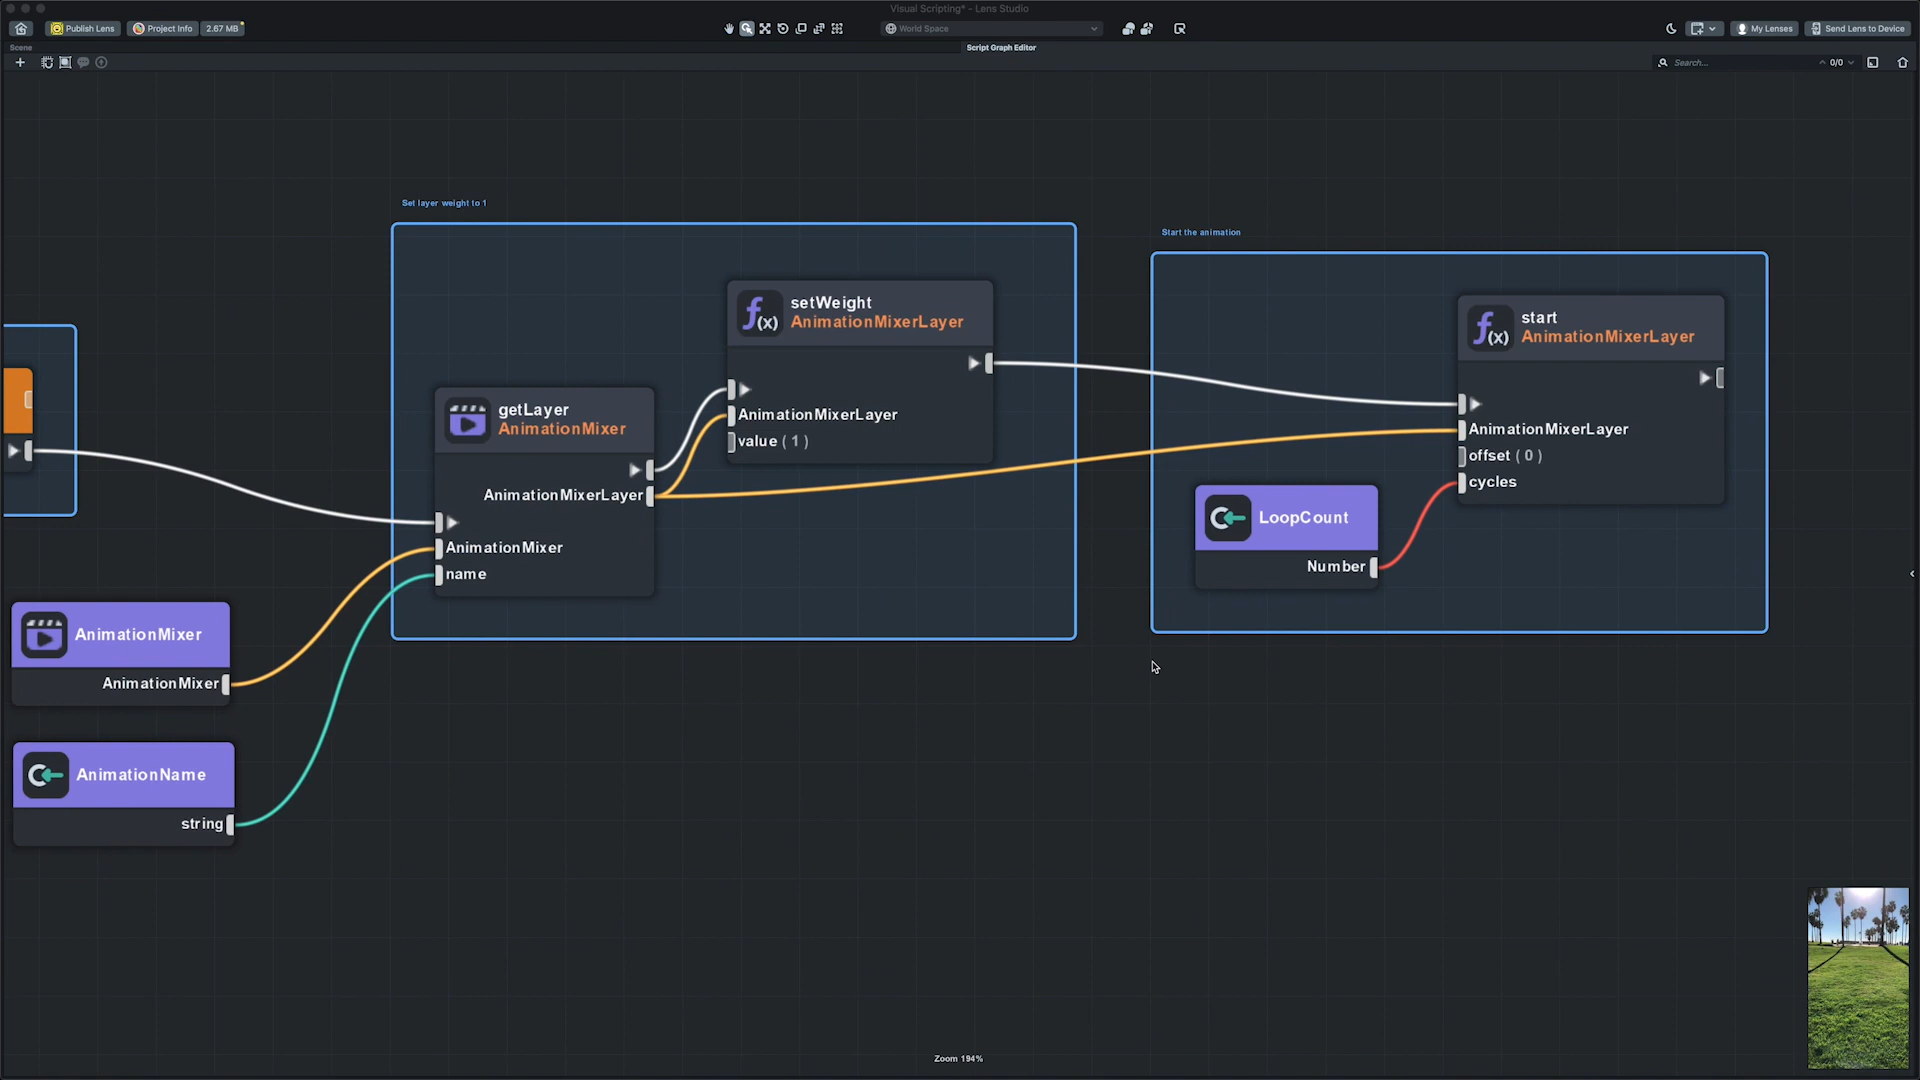 Visual Scripting* - Lens Studio
Publish Lens
Project Info
2.67 MB
World Space
My Lenses
Send Lens to Device
Scene
Script Graph Editor
Search...
0/0
Set layer weight to 1
Start the animation
setWeight
AnimationMixerLayer
f(x)
AnimationMixerLayer
value ( 1 )
start
AnimationMixerLayer
f(x)
AnimationMixerLayer
offset ( 0 )
cycles
getLayer
AnimationMixer
AnimationMixerLayer
AnimationMixer
name
LoopCount
Number
AnimationMixer
AnimationMixer
AnimationName
string
Zoom 194%